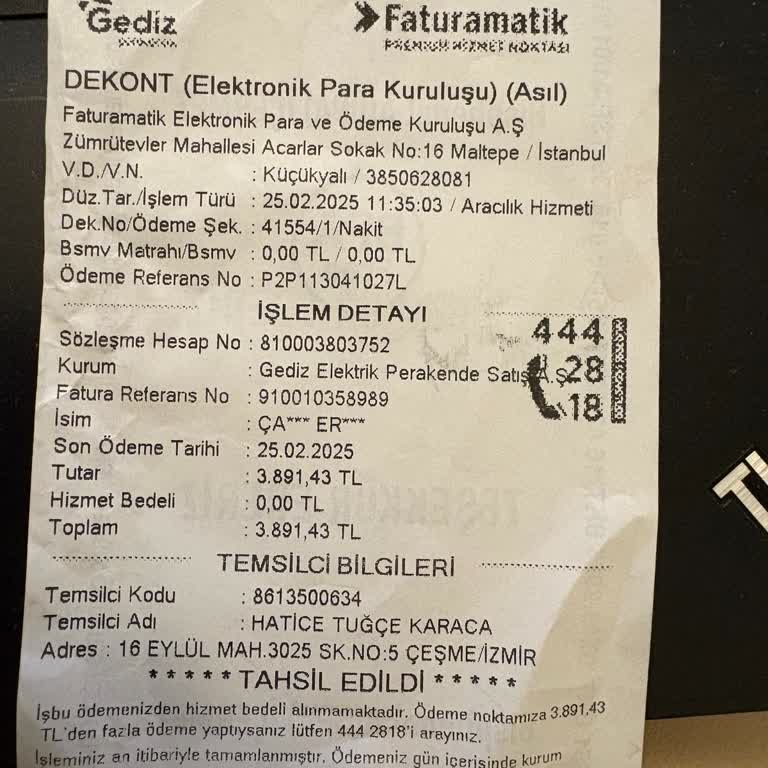 Gediz
Faturamatik
PREMIUM HİZMET NOKTASI
DEKONT (Elektronik Para Kuruluşu) (Asıl)
Faturamatik Elektronik Para ve Ödeme Kuruluşu A.Ş
Zümrütevler Mahallesi Acarlar Sokak No:16 Maltepe / İstanbul
V.D./V.N. : Küçükyalı / 3850628081
Düz.Tar./İşlem Türü : 25.02.2025 11:35:03 / Aracılık Hizmeti
Dek.No/Ödeme Şek. : 41554/1/Nakit
Bsmv Matrahı/Bsmv : 0,00 TL / 0,00 TL
Ödeme Referans No : P2P113041027L
İŞLEM DETAYI
Sözleşme Hesap No : 810003803752
Kurum : Gediz Elektrik Perakende Satış A.Ş.
Fatura Referans No : 910010358989
İsim : ÇA*** ER***
Son Ödeme Tarihi : 25.02.2025
Tutar : 3.891,43 TL
Hizmet Bedeli : 0,00 TL
Toplam : 3.891,43 TL
444
28
18
TEMSİLCİ BİLGİLERİ
Temsilci Kodu : 8613500634
Temsilci Adı : HATİCE TUĞÇE KARACA
Adres : 16 EYLÜL MAH.3025 SK.NO:5 ÇEŞME/İZMİR
*****TAHSİL EDİLDİ*****
İşbu ödemenizden hizmet bedeli alınmamaktadır. Ödeme noktamıza 3.891,43
TL'den fazla ödeme yaptıysanız lütfen 444 2818'i arayınız.
İşleminiz an itibariyle tamamlanmıştır. Ödemeniz gün içerisinde kurum